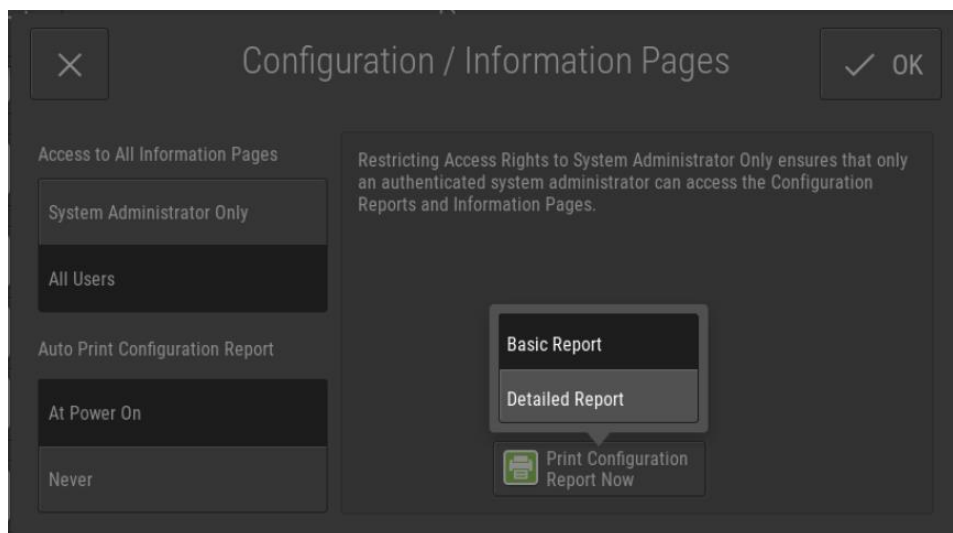 Configuration / Information Pages
OK
Access to All Information Pages
System Administrator Only
All Users
Auto Print Configuration Report
At Power On
Never
Restricting Access Rights to System Administrator Only ensures that only
an authenticated system administrator can access the Configuration
Reports and Information Pages.
Basic Report
Detailed Report
Print Configuration
Report Now